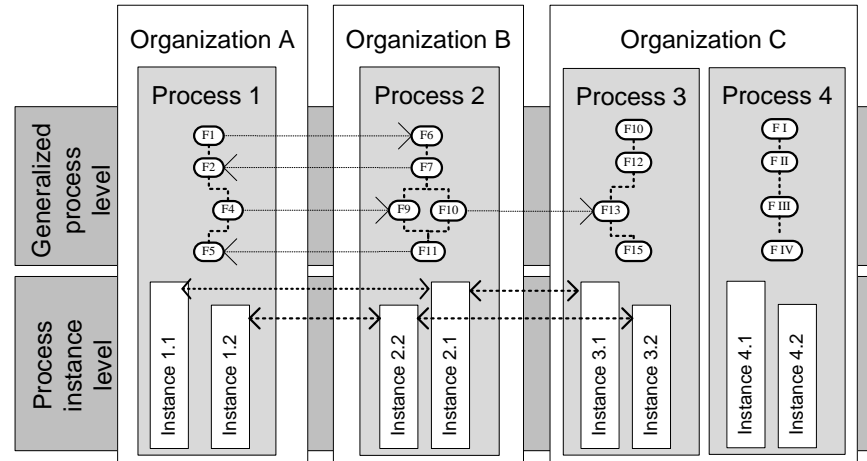 Organization A
Organization B
Organization C
Process 1
Process 2
Process 3
Process 4
Generalized
process
level
F1
F2
F4
F5
F6
F7
F9
F10
F11
F10
F12
F13
F15
F I
F II
F III
F IV
Process
instance
level
Instance 1.1
Instance 1.2
Instance 2.2
Instance 2.1
Instance 3.1
Instance 3.2
Instance 4.1
Instance 4.2